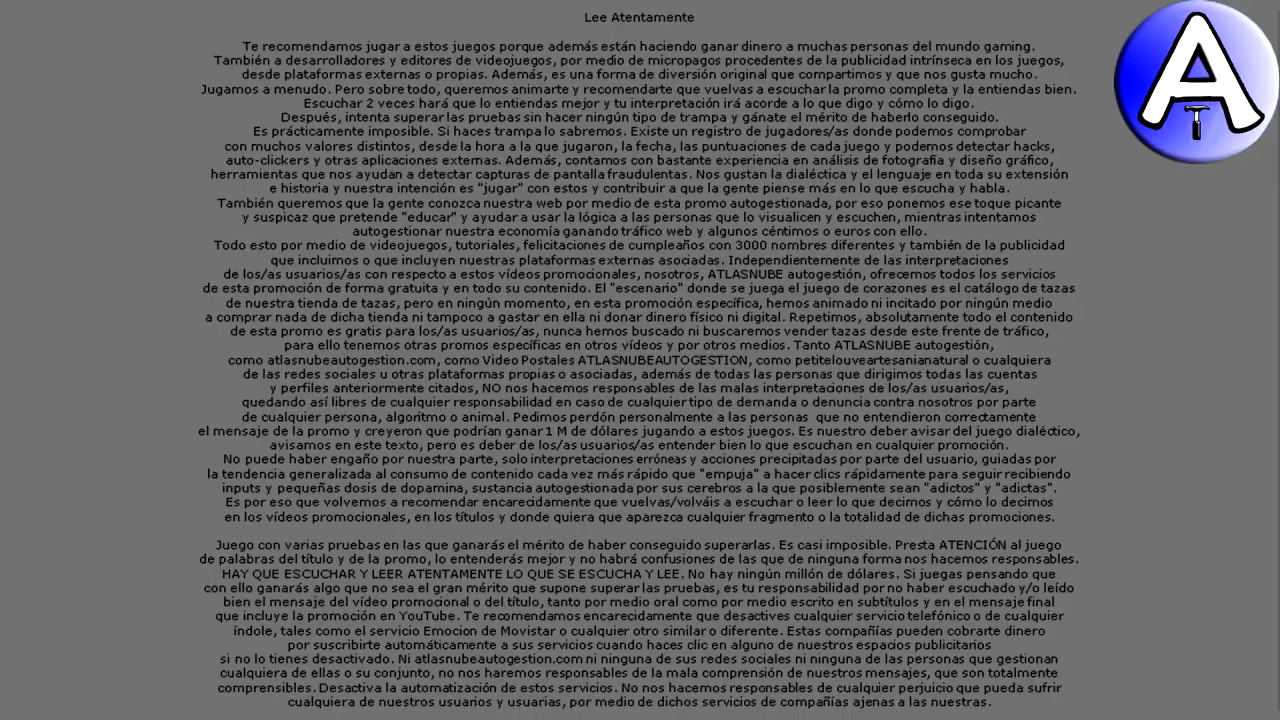 Lee Atentamente
Te recomendamos jugar a estos juegos porque además están haciendo ganar dinero a muchas personas del mundo gaming.
También a desarrolladores y editores de videojuegos, por medio de micropagos procedentes de la publicidad intrínseca en los juegos,
desde plataformas externas o propias. Además, es una forma de diversión original que compartimos y que nos gusta mucho.
Jugamos a menudo. Pero sobre todo, queremos animarte y recomendarte que vuelvas a escuchar la promo completa y la entiendas bien.
Escuchar 2 veces hará que lo entiendas mejor y tu interpretación irá acorde a lo que digo y cómo lo digo.
Después, intenta superar las pruebas sin hacer ningún tipo de trampa y gánate el mérito de haberlo conseguido.
Es prácticamente imposible. Si haces trampa lo sabremos. Existe un registro de jugadores/as donde podemos comprobar
con muchos valores distintos, desde la hora a la que jugaron, la fecha, las puntuaciones de cada juego y podemos detectar hacks,
auto-clickers y otras aplicaciones externas. Además, contamos con bastante experiencia en análisis de fotografía y diseño gráfico,
herramientas que nos ayudan a detectar capturas de pantalla fraudulentas. Nos gustan la dialéctica y el lenguaje en toda su extensión
e historia y nuestra intención es "jugar" con estos y contribuir a que la gente piense más en lo que escucha y habla.
También queremos que la gente conozca nuestra web por medio de esta promo autogestionada, por eso ponemos ese toque picante
y suspicaz que pretende "educar" y ayudar a usar la lógica a las personas que lo visualicen y escuchen, mientras intentamos
autogestionar nuestra economía ganando tráfico web y algunos céntimos o euros con ello.
Todo esto por medio de videojuegos, tutoriales, felicitaciones de cumpleaños con 3000 nombres diferentes y también de la publicidad
que incluimos o que incluyen nuestras plataformas externas asociadas. Independientemente de las interpretaciones
de los/as usuarios/as con respecto a estos vídeos promocionales, nosotros, ATLASNUBE autogestión, ofrecemos todos los servicios
de esta promoción de forma gratuita y en todo su contenido. El "escenario" donde se juega el juego de corazones es el catálogo de tazas
de nuestra tienda de tazas, pero en ningún momento, en esta promoción específica, hemos animado ni incitado por ningún medio
a comprar nada de dicha tienda ni tampoco a gastar en ella ni donar dinero físico ni digital. Repetimos, absolutamente todo el contenido
de esta promo es gratis para los/as usuarios/as, nunca hemos buscado ni buscaremos vender tazas desde este frente de tráfico,
para ello tenemos otras promos específicas en otros vídeos y por otros medios. Tanto ATLASNUBE autogestión,
como atlasnubeautogestion.com, como Video Postales ATLASNUBEAUTOGESTION, como petitelouveartesanianatural o cualquiera
de las redes sociales u otras plataformas propias o asociadas, además de todas las personas que dirigimos todas las cuentas
y perfiles anteriormente citados, NO nos hacemos responsables de las malas interpretaciones de los/as usuarios/as,
quedando así libres de cualquier responsabilidad en caso de cualquier tipo de demanda o denuncia contra nosotros por parte
de cualquier persona, algoritmo o animal. Pedimos perdón personalmente a las personas que no entendieron correctamente
el mensaje de la promo y creyeron que podrían ganar 1 M de dólares jugando a estos juegos. Es nuestro deber avisar del juego dialéctico,
avisamos en este texto, pero es deber de los/as usuarios/as entender bien lo que escuchan en cualquier promoción.
No puede haber engaño por nuestra parte, solo interpretaciones erróneas y acciones precipitadas por parte del usuario, guiadas por
la tendencia generalizada al consumo de contenido cada vez más rápido que "empuja" a hacer clics rápidamente para seguir recibiendo
inputs y pequeñas dosis de dopamina, sustancia autogestionada por sus cerebros a la que posiblemente sean "adictos" y "adictas".
Es por eso que volvemos a recomendar encarecidamente que vuelvas/volváis a escuchar o leer lo que decimos y cómo lo decimos
en los vídeos promocionales, en los títulos y donde quiera que aparezca cualquier fragmento o la totalidad de dichas promociones.
Juego con varias pruebas en las que ganarás el mérito de haber conseguido superarlas. Es casi imposible. Presta ATENCIÓN al juego
de palabras del título y de la promo, lo entenderás mejor y no habrá confusiones de las que de ninguna forma nos hacemos responsables.
HAY QUE ESCUCHAR Y LEER ATENTAMENTE LO QUE SE ESCUCHA Y LEE. No hay ningún millón de dólares. Si juegas pensando que
con ello ganarás algo que no sea el gran mérito que supone superar las pruebas, es tu responsabilidad por no haber escuchado y/o leído
bien el mensaje del vídeo promocional o del título, tanto por medio oral como por medio escrito en subtítulos y en el mensaje final
que incluye la promoción en YouTube. Te recomendamos encarecidamente que desactives cualquier servicio telefónico o de cualquier
índole, tales como el servicio Emocion de Movistar o cualquier otro similar o diferente. Estas compañías pueden cobrarte dinero
por suscribirte automáticamente a sus servicios cuando haces clic en alguno de nuestros espacios publicitarios
si no lo tienes desactivado. Ni atlasnubeautogestion.com ni ninguna de sus redes sociales ni ninguna de las personas que gestionan
cualquiera de ellas o su conjunto, no nos haremos responsables de la mala comprensión de nuestros mensajes, que son totalmente
comprensibles. Desactiva la automatización de estos servicios. No nos hacemos responsables de cualquier perjuicio que pueda sufrir
cualquiera de nuestros usuarios y usuarias, por medio de dichos servicios de compañías ajenas a las nuestras.